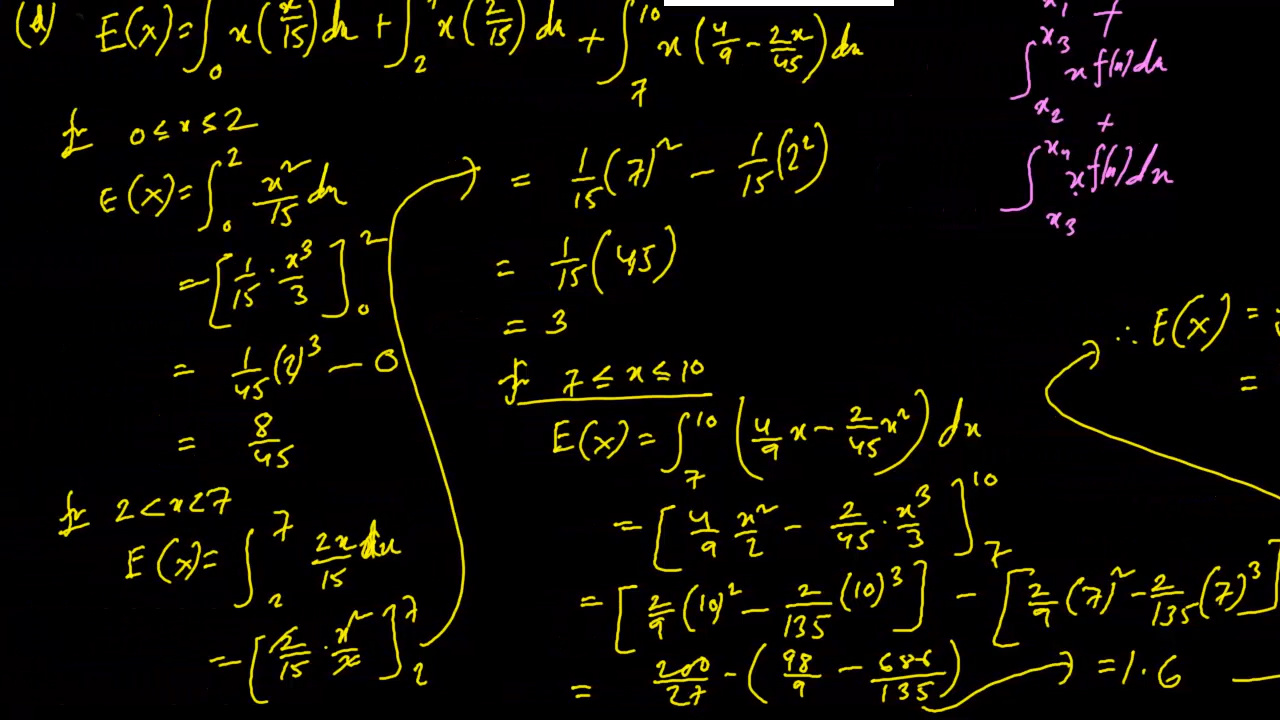 (d) E(x) = ∫₀ x(x/15)dx + ∫₂⁷ x(2/15)dx + ∫₇¹⁰ x(4/9 - 2x/45)dx
for 0 ≤ x ≤ 2
E(x) = ∫₀² x²/15 dx
= [1/15 · x³/3]₀²
= 1/45 (2)³ - 0
= 8/45
for 2 < x < 7
E(x) = ∫₂⁷ 2x/15 dx
= [2/15 · x²/2]₂⁷
= 1/15 (7)² - 1/15 (2²)
= 1/15 (45)
= 3
for 7 ≤ x ≤ 10
E(x) = ∫₇¹⁰ (4/9 x - 2/45 x²) dx
= [4/9 x²/2 - 2/45 · x³/3]₇¹⁰
= [2/9 (10)² - 2/135 (10)³] - [2/9 (7)² - 2/135 (7)³]
= 200/27 - (98/9 - 686/135) → = 1.6
x₁ +
∫ₓ₂ˣ³ x f(x) dx
+
∫ₓ₃ˣ⁴ x f(x) dx
∴ E(x) =
=